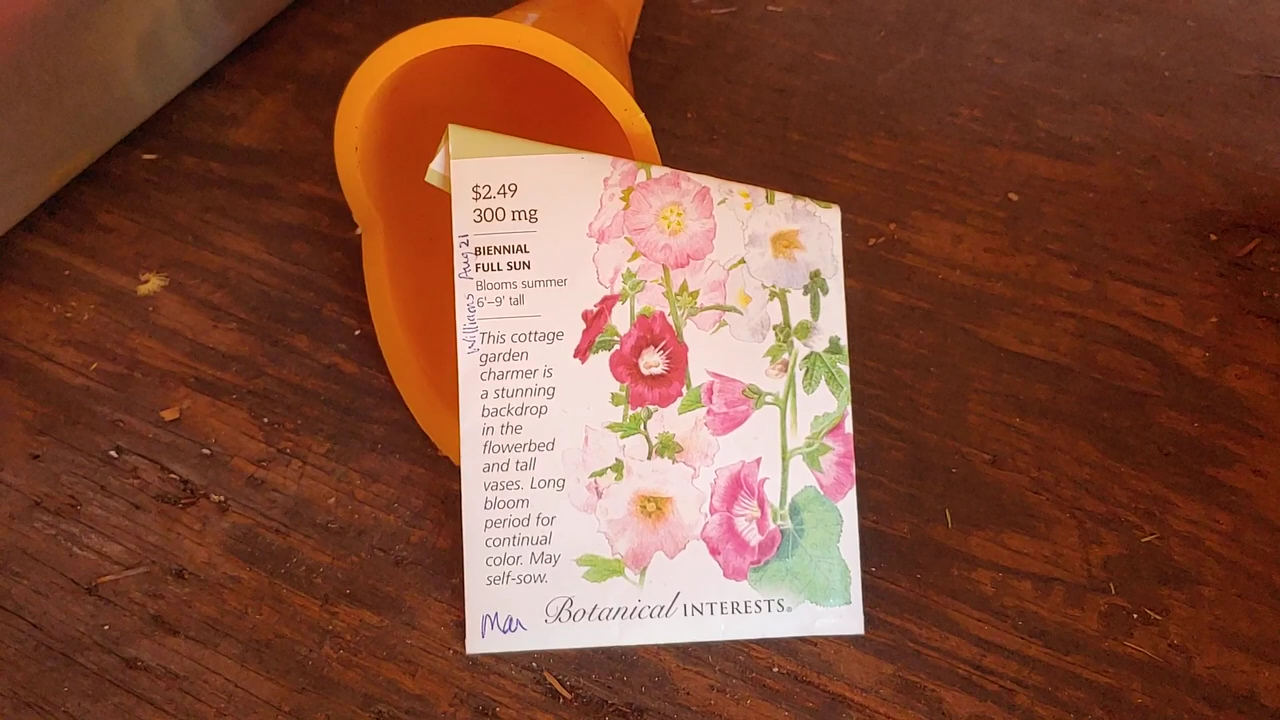 $2.49
300 mg
BIENNIAL
FULL SUN
Blooms summer
6'–9' tall
This cottage
garden
charmer is
a stunning
backdrop
in the
flowerbed
and tall
vases. Long
bloom
period for
continual
color. May
self-sow.
Williams Aug 21
Mar
Botanical INTERESTS®